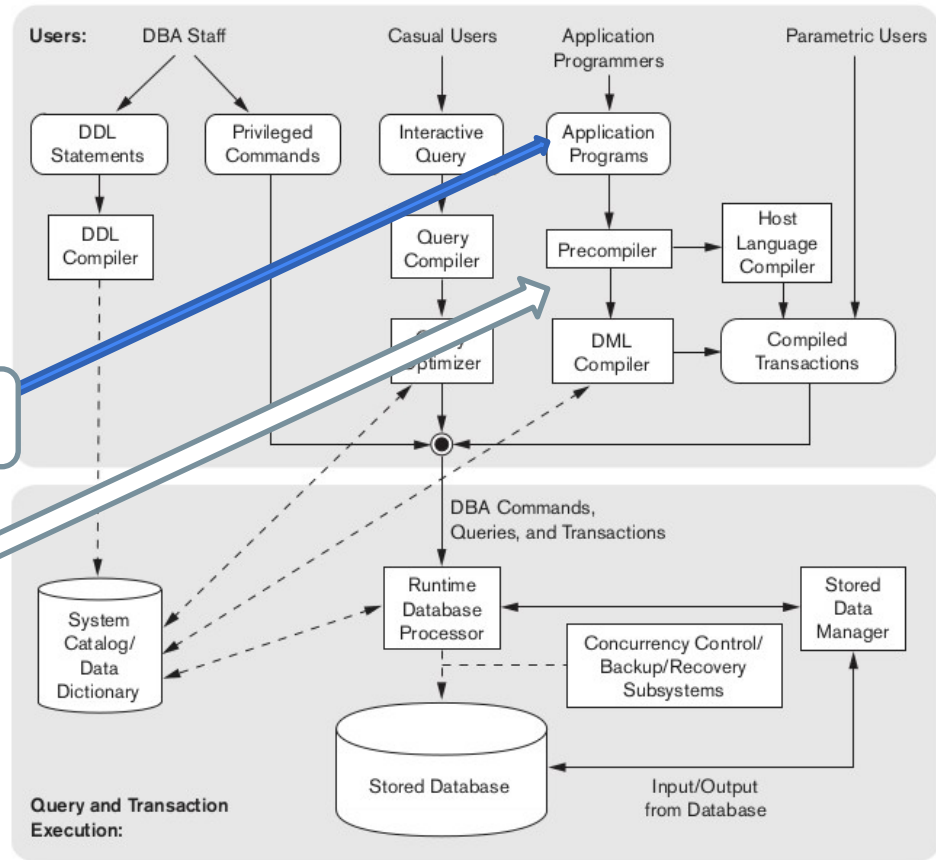 Users:
DBA Staff
Casual Users
Application
Programmers
Parametric Users
DDL
Statements
Privileged
Commands
Interactive
Query
Application
Programs
DDL
Compiler
Query
Compiler
Precompiler
Host
Language
Compiler
Optimizer
DML
Compiler
Compiled
Transactions
DBA Commands,
Queries, and Transactions
System
Catalog/
Data
Dictionary
Runtime
Database
Processor
Stored
Data
Manager
Concurrency Control/
Backup/Recovery
Subsystems
Stored Database
Input/Output
from Database
Query and Transaction
Execution: